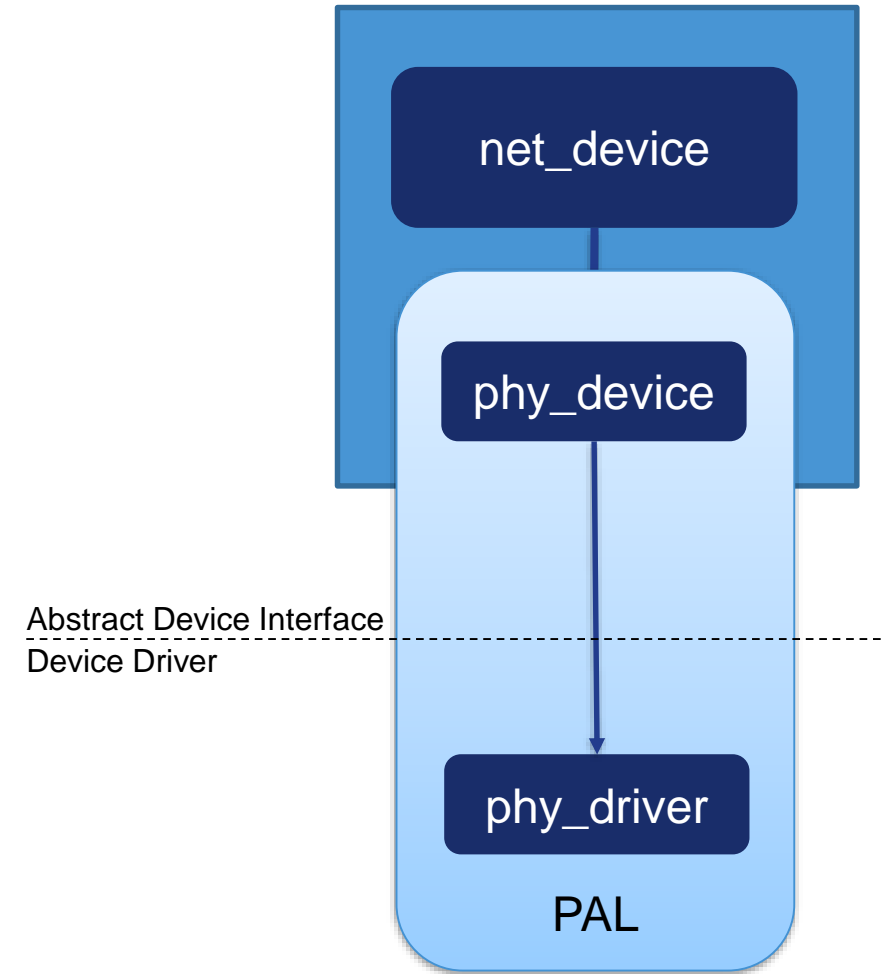 net_device
phy_device
Abstract Device Interface
Device Driver
phy_driver
PAL